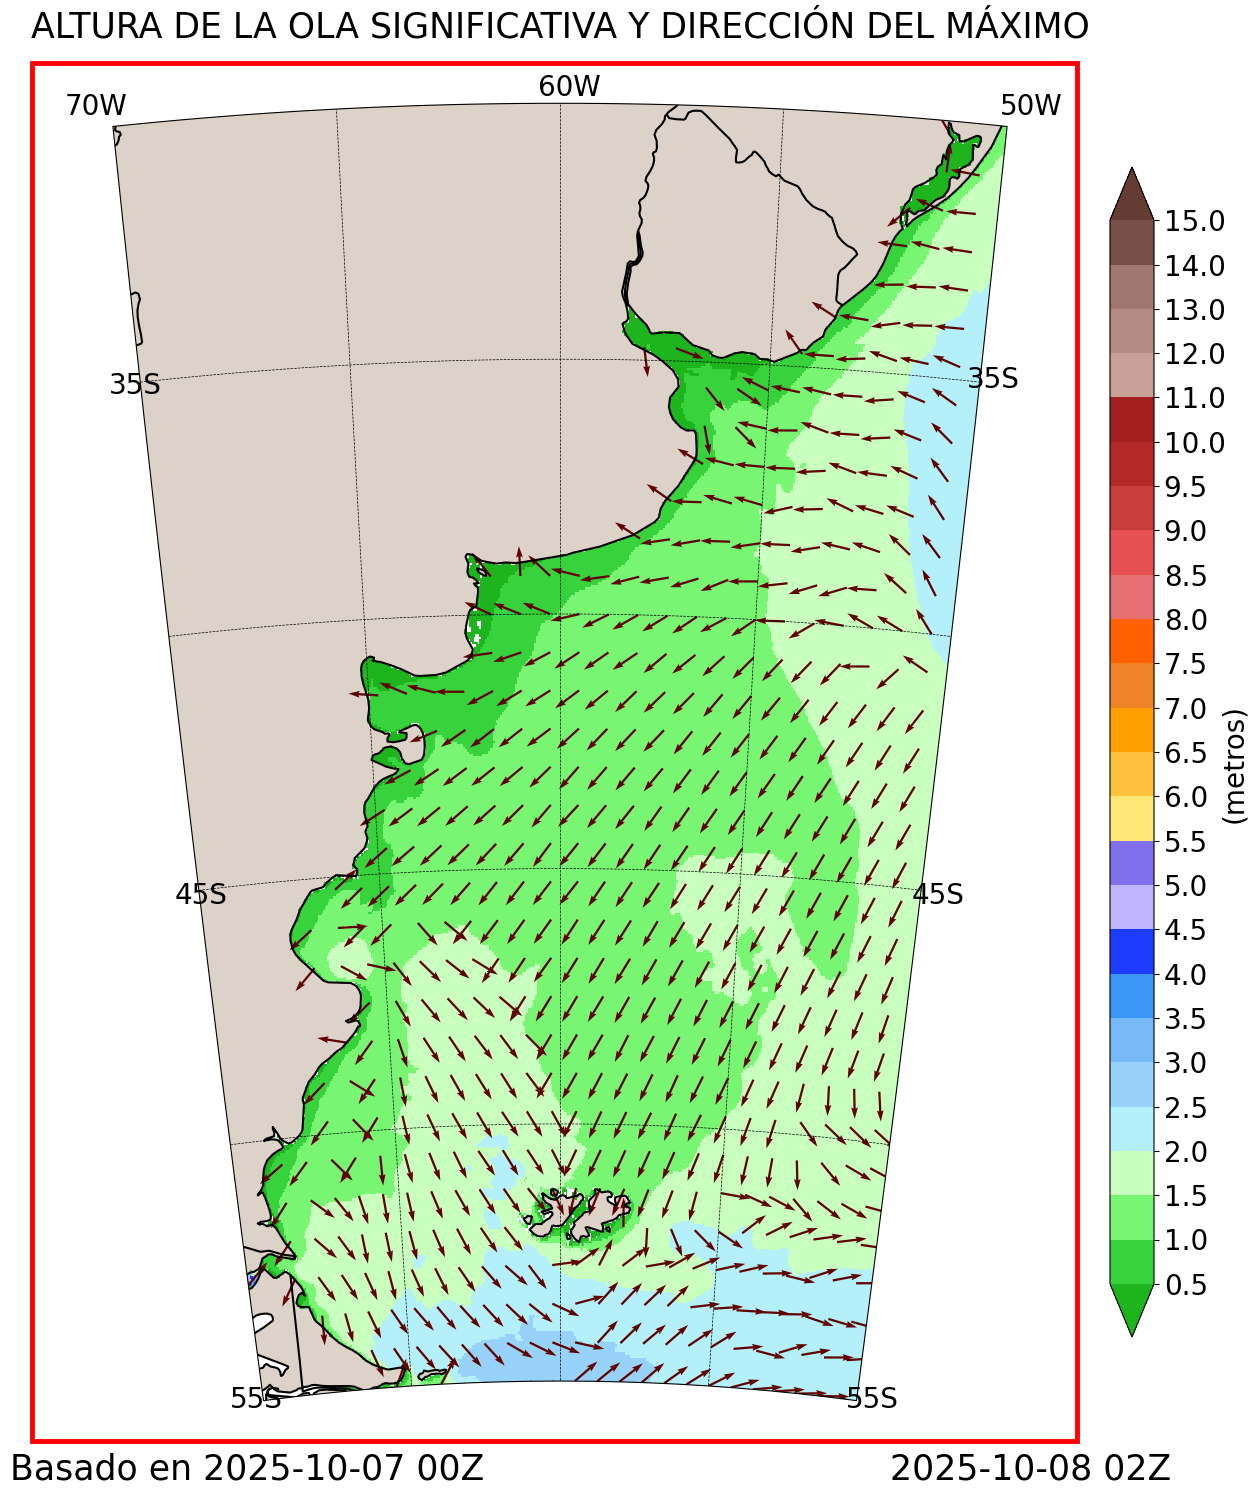 ALTURA DE LA OLA SIGNIFICATIVA Y DIRECCIÓN DEL MÁXIMO
70W
60W
50W
35S
35S
45S
45S
55S
55S
15.0
14.0
13.0
12.0
11.0
10.0
9.5
9.0
8.5
8.0
7.5
7.0
6.5
6.0
5.5
5.0
4.5
4.0
3.5
3.0
2.5
2.0
1.5
1.0
0.5
(metros)
Basado en 2025-10-07 00Z
2025-10-08 02Z